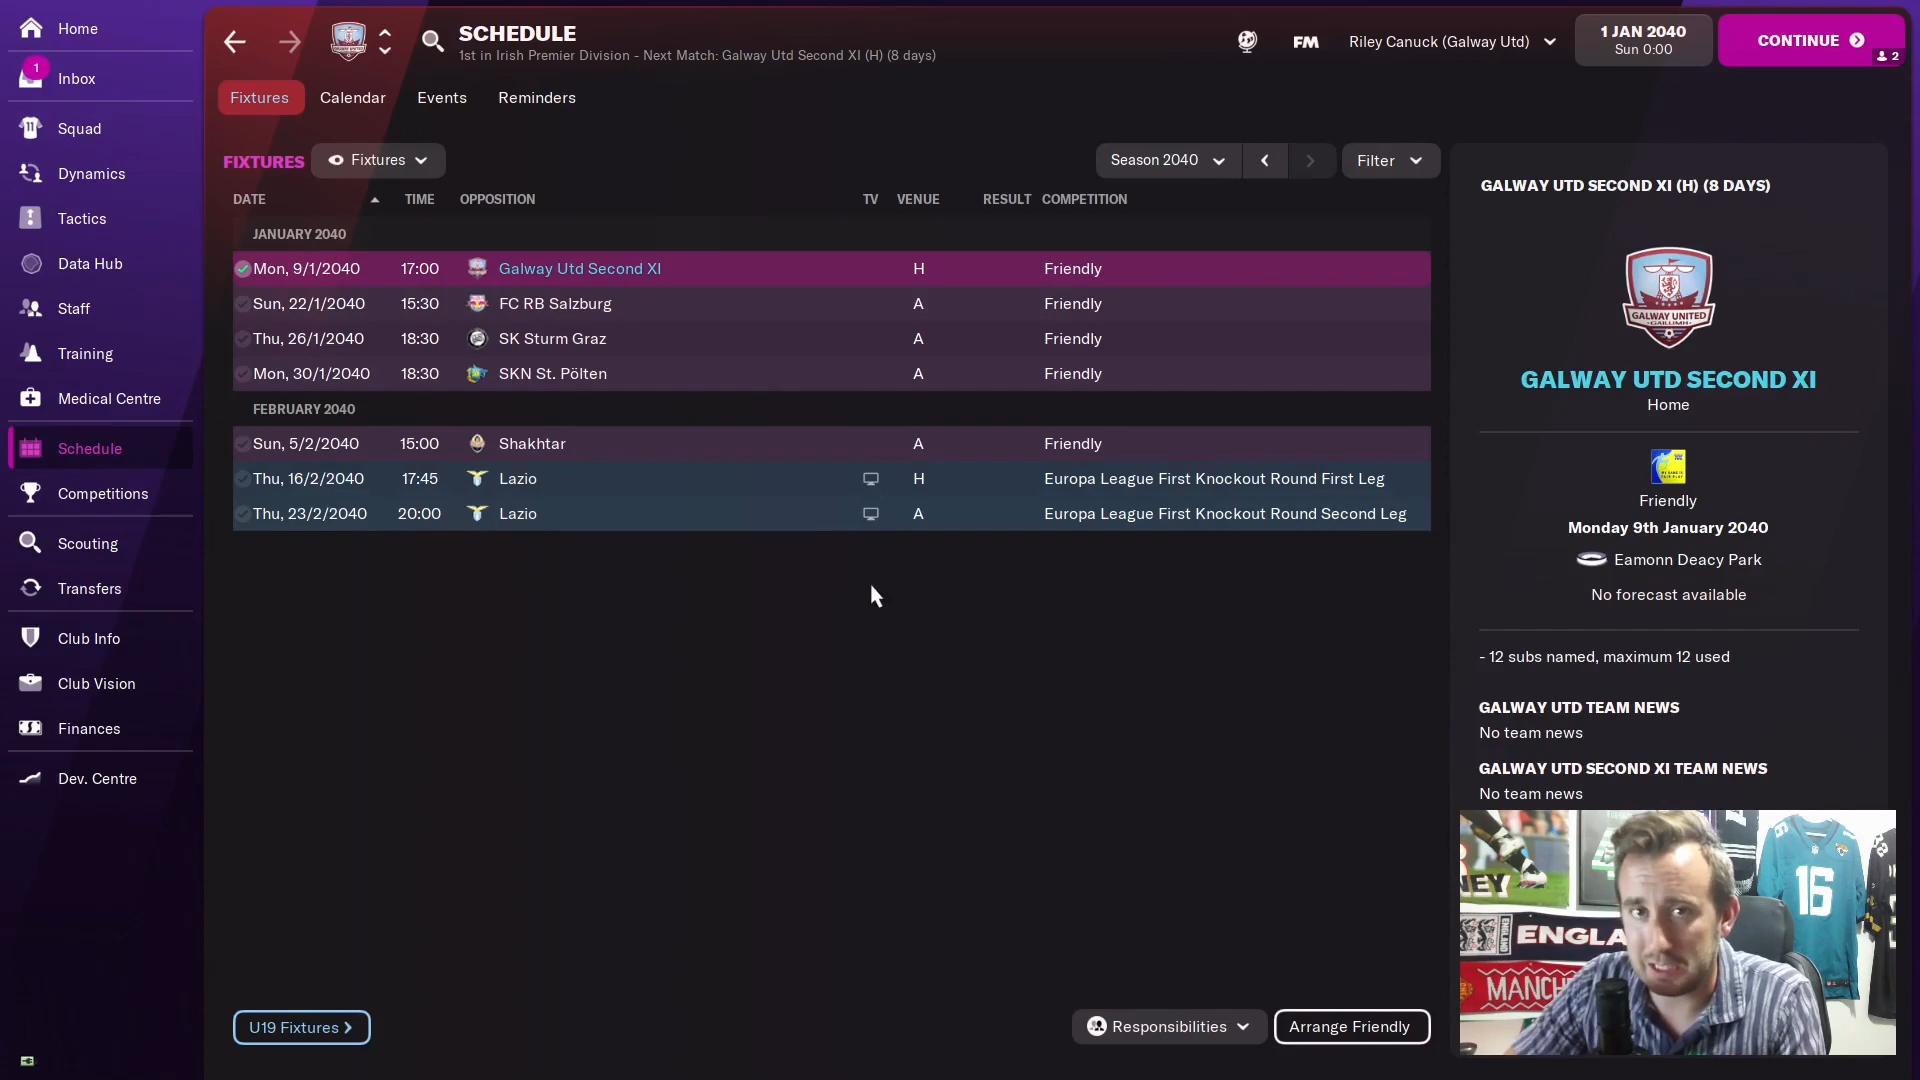 Home
Inbox
1
Squad
Dynamics
Tactics
Data Hub
Staff
Training
Medical Centre
Schedule
Competitions
Scouting
Transfers
Club Info
Club Vision
Finances
Dev. Centre
SCHEDULE
1st in Irish Premier Division - Next Match: Galway Utd Second XI (H) (8 days)
FM
Riley Canuck (Galway Utd)
1 JAN 2040
Sun 0:00
CONTINUE
2
Fixtures Calendar Events Reminders
FIXTURES Fixtures Season 2040 Filter
DATE TIME OPPOSITION TV VENUE RESULT COMPETITION
JANUARY 2040
Mon, 9/1/2040 17:00 Galway Utd Second XI H Friendly
Sun, 22/1/2040 15:30 FC RB Salzburg A Friendly
Thu, 26/1/2040 18:30 SK Sturm Graz A Friendly
Mon, 30/1/2040 18:30 SKN St. Pölten A Friendly
FEBRUARY 2040
Sun, 5/2/2040 15:00 Shakhtar A Friendly
Thu, 16/2/2040 17:45 Lazio H Europa League First Knockout Round First Leg
Thu, 23/2/2040 20:00 Lazio A Europa League First Knockout Round Second Leg
U19 Fixtures
Responsibilities
Arrange Friendly
GALWAY UTD SECOND XI (H) (8 DAYS)
GALWAY UNITED
GAILLIMH
GALWAY UTD SECOND XI
Home
Friendly
Monday 9th January 2040
Eamonn Deacy Park
No forecast available
- 12 subs named, maximum 12 used
GALWAY UTD TEAM NEWS
No team news
GALWAY UTD SECOND XI TEAM NEWS
No team news
NEY
ENGLA
MANCH
16
16